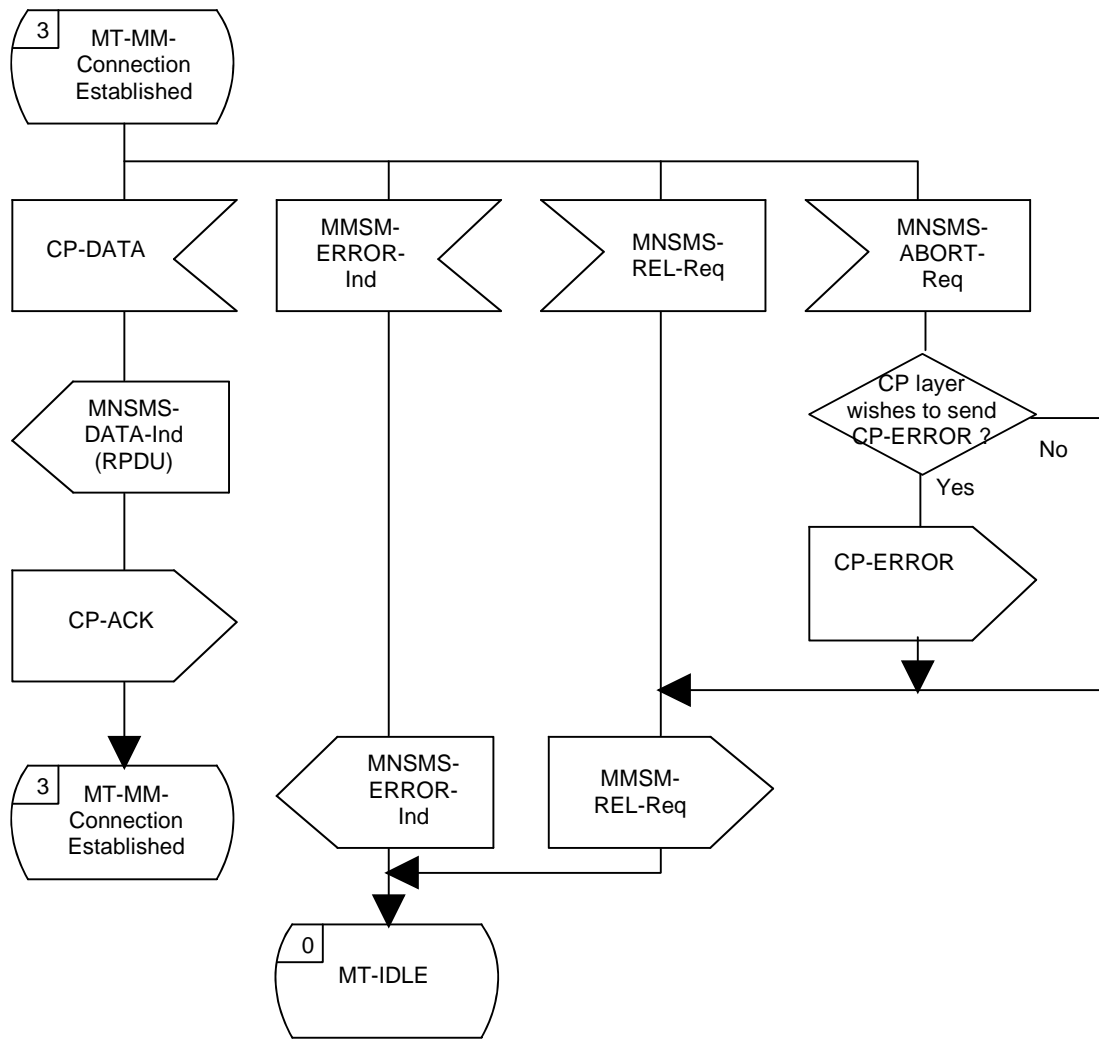 3
MT-MM-
Connection
Established
CP-DATA
MMSM-
ERROR-
Ind
MNSMS-
REL-Req
MNSMS-
ABORT-
Req
MNSMS-
DATA-Ind
(RPDU)
CP layer
wishes to send
CP-ERROR ?
No
Yes
CP-ACK
CP-ERROR
3
MT-MM-
Connection
Established
MNSMS-
ERROR-
Ind
MMSM-
REL-Req
0
MT-IDLE